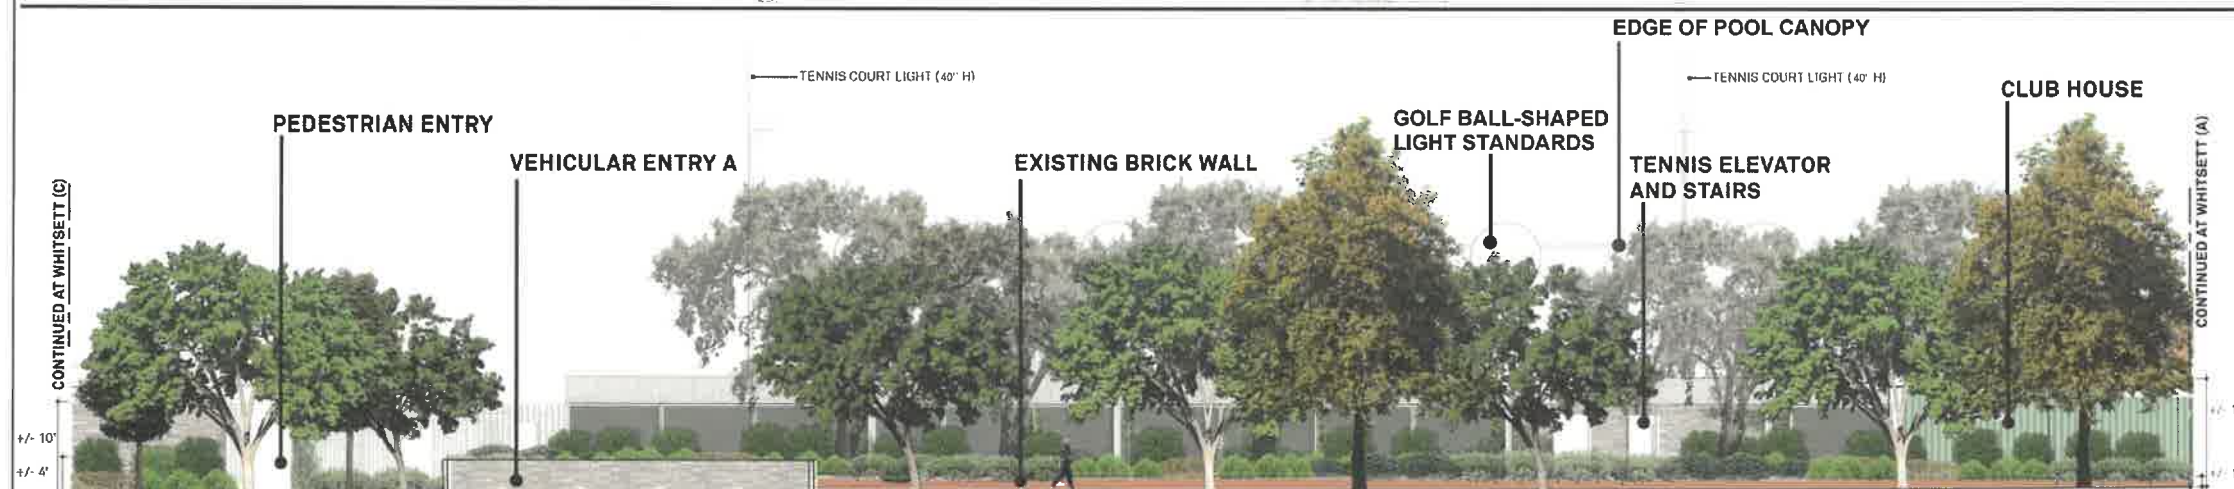 EDGE OF POOL CANOPY
TENNIS COURT LIGHT (40' H)
TENNIS COURT LIGHT (40' H)
CLUB HOUSE
PEDESTRIAN ENTRY
GOLF BALL-SHAPED
LIGHT STANDARDS
VEHICULAR ENTRY A
EXISTING BRICK WALL
TENNIS ELEVATOR
AND STAIRS
CONTINUED AT WHITSETT (C)
CONTINUED AT WHITSETT (A)
+/- 10'
+/- 4'
+/-
+/-